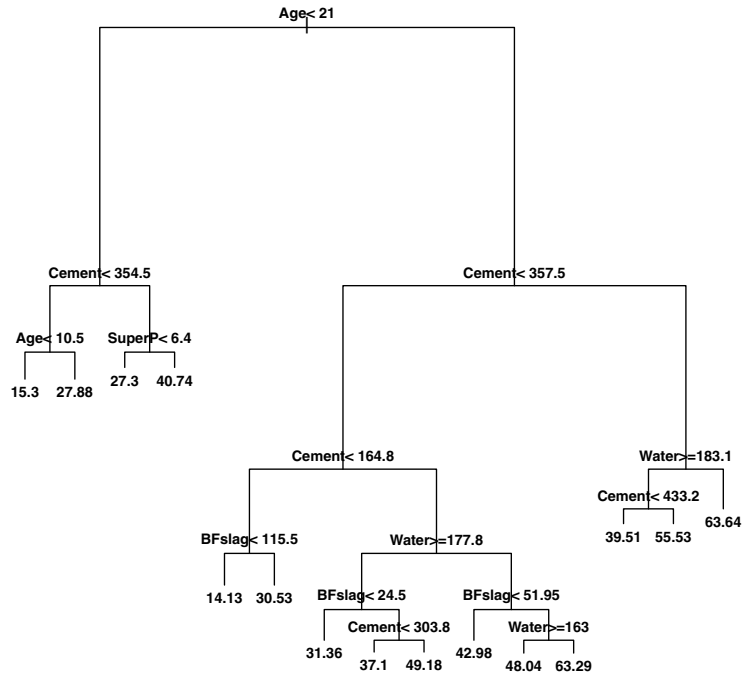 Age< 21
Cement< 354.5
Cement< 357.5
Age< 10.5
SuperP< 6.4
15.3
27.88
27.3
40.74
Cement< 164.8
Water>=183.1
Cement< 433.2
39.51
55.53
63.64
BFslag< 115.5
Water>=177.8
14.13
30.53
BFslag< 24.5
BFslag< 51.95
31.36
Cement< 303.8
42.98
Water>=163
37.1
49.18
48.04
63.29